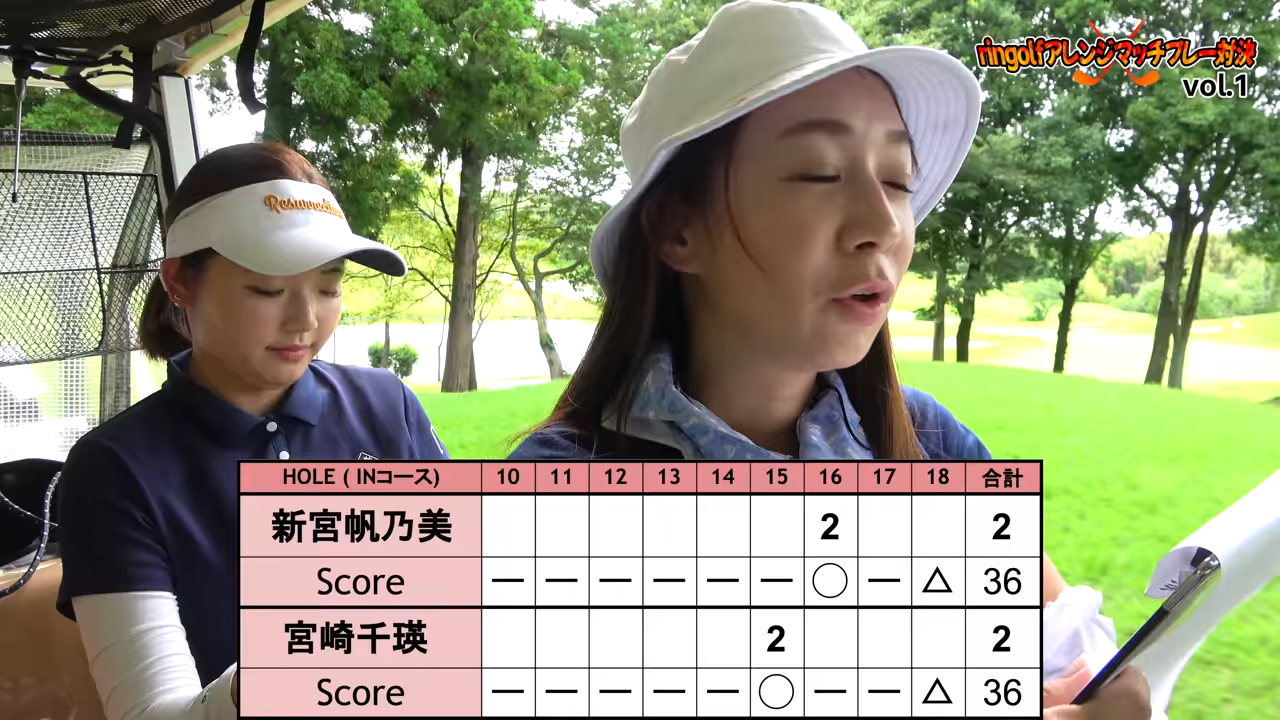 ringolfアレンジマッチプレー対決
vol.1
Resurrection
HOLE ( INコース) 10 11 12 13 14 15 16 17 18 合計
新宮帆乃美 2 2
Score — — — — — — ○ — △ 36
宮崎千瑛 2 2
Score — — — — — ○ — — △ 36